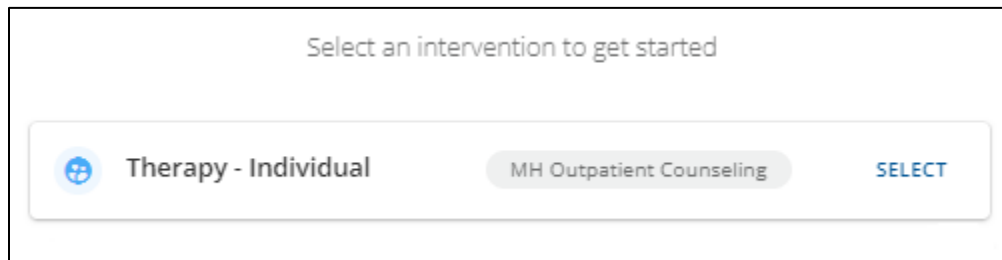 Select an intervention to get started
Therapy - Individual MH Outpatient Counseling SELECT